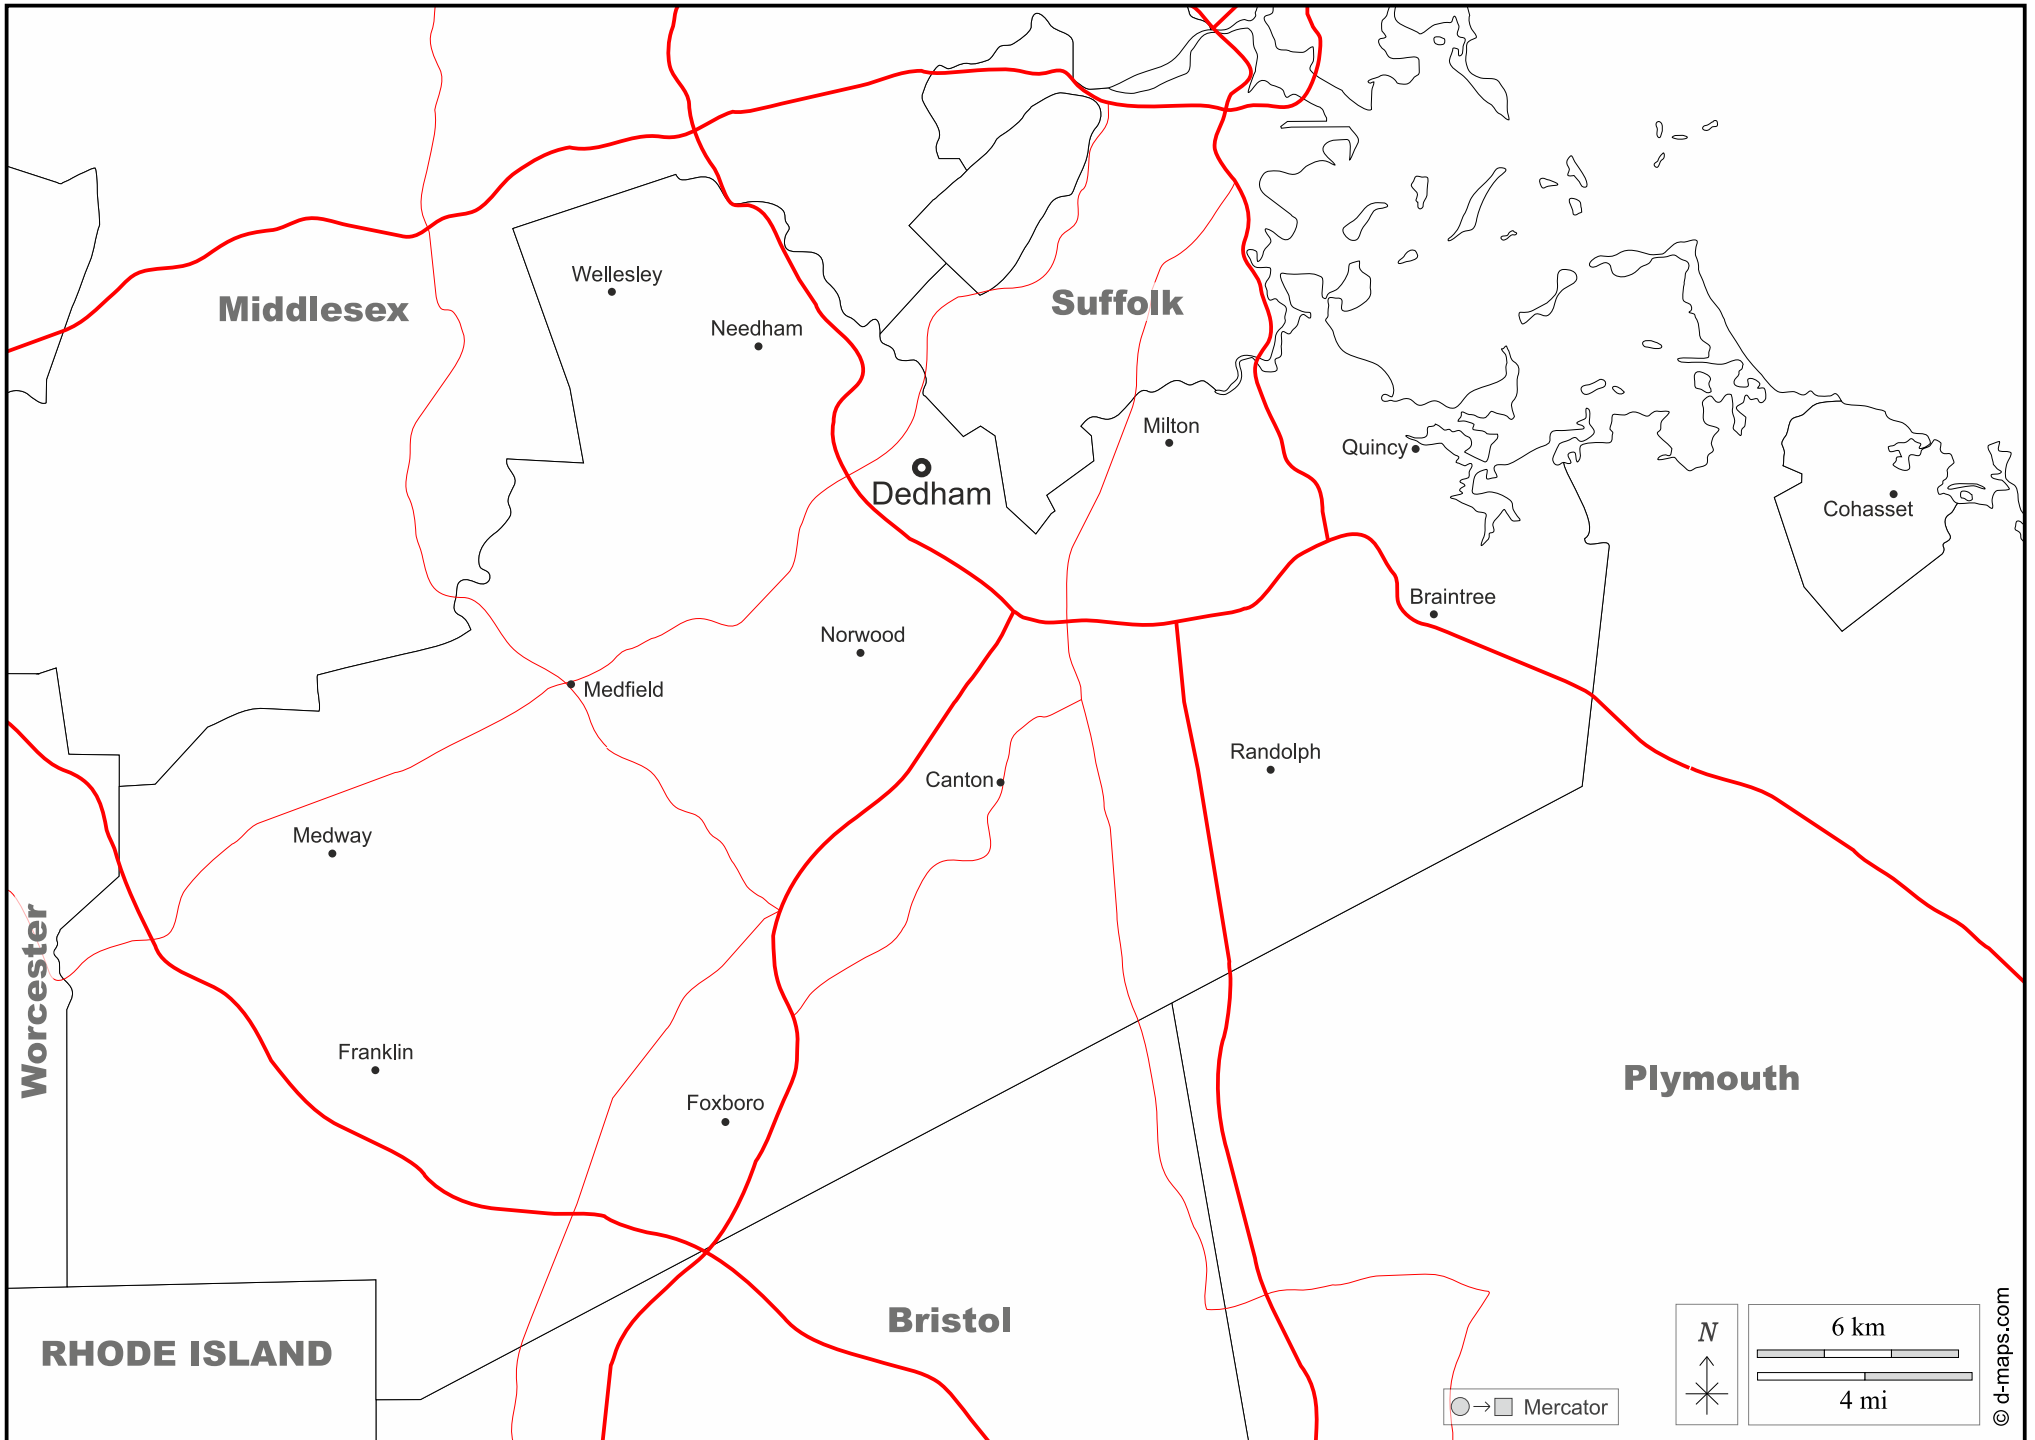 Wellesley
Middlesex
Suffolk
Needham
Milton
Quincy
Dedham
Cohasset
Braintree
Norwood
Medfield
Randolph
Canton
Medway
Worcester
Franklin
Plymouth
Foxboro
Bristol
RHODE ISLAND
N
6 km
4 mi
Mercator
© d-maps.com